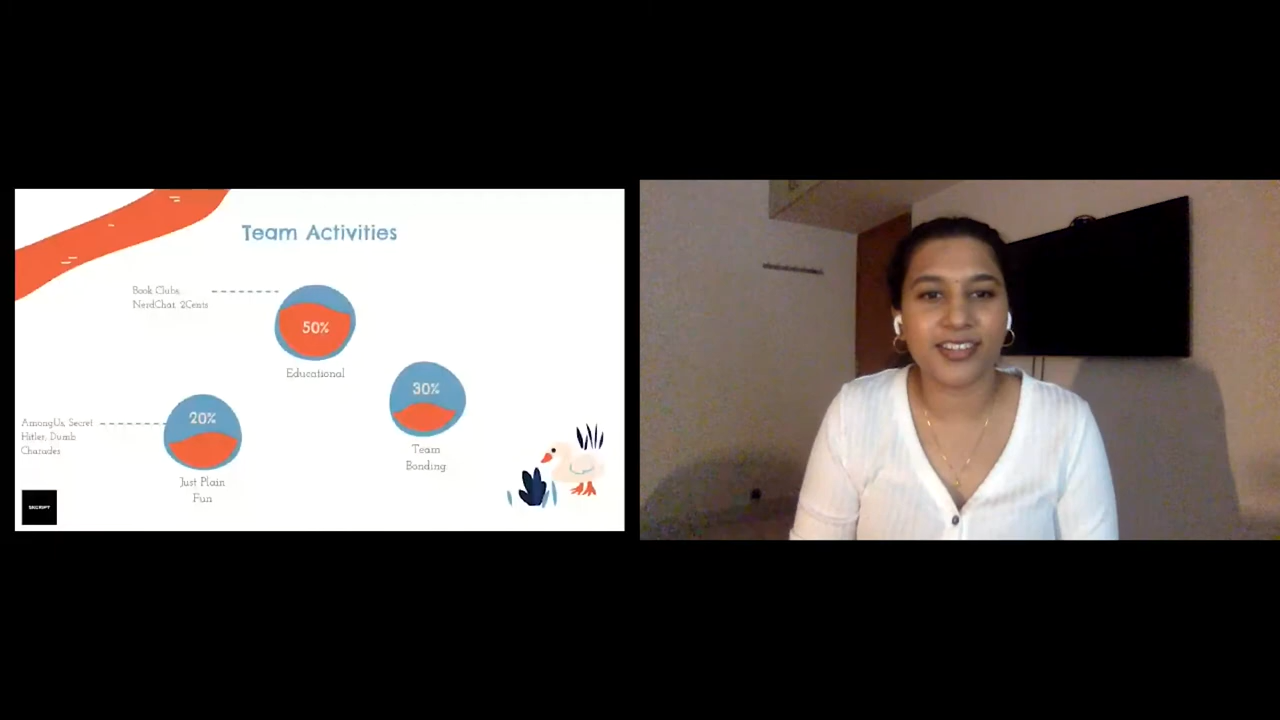 Team Activities
Book Clubs,
NerdChat, 2Cents
50%
Educational
30%
Team
Bonding
AmongUs, Secret
Hitler, Dumb
Charades
20%
Just Plain
Fun